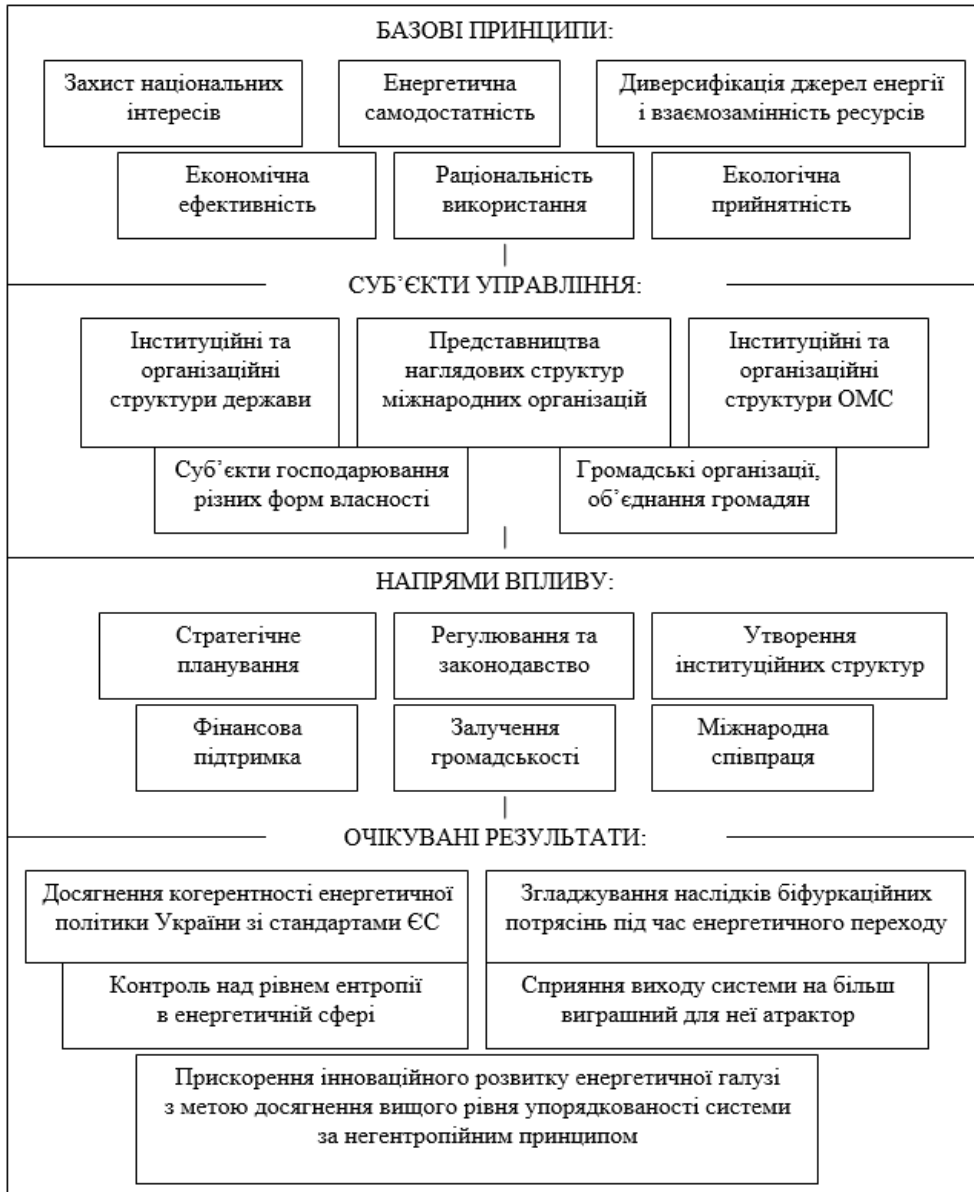 БАЗОВІ ПРИНЦИПИ:
Захист національних
інтересів
Енергетична
самодостатність
Диверсифікація джерел енергії
і взаємозамінність ресурсів
Економічна
ефективність
Раціональність
використання
Екологічна
прийнятність
СУБ’ЄКТИ УПРАВЛІННЯ:
Інституційні та
організаційні
структури держави
Представництва
наглядових структур
міжнародних організацій
Інституційні та
організаційні
структури ОМС
Суб’єкти господарювання
різних форм власності
Громадські організації,
об’єднання громадян
НАПРЯМИ ВПЛИВУ:
Стратегічне
планування
Регулювання та
законодавство
Утворення
інституційних структур
Фінансова
підтримка
Залучення
громадськості
Міжнародна
співпраця
ОЧІКУВАНІ РЕЗУЛЬТАТИ:
Досягнення когерентності енергетичної
політики України зі стандартами ЄС
Згладжування наслідків біфуркаційних
потрясінь під час енергетичного переходу
Контроль над рівнем ентропії
в енергетичній сфері
Сприяння виходу системи на більш
виграшний для неї атрактор
Прискорення інноваційного розвитку енергетичної галузі
з метою досягнення вищого рівня упорядкованості системи
за негентропійним принципом